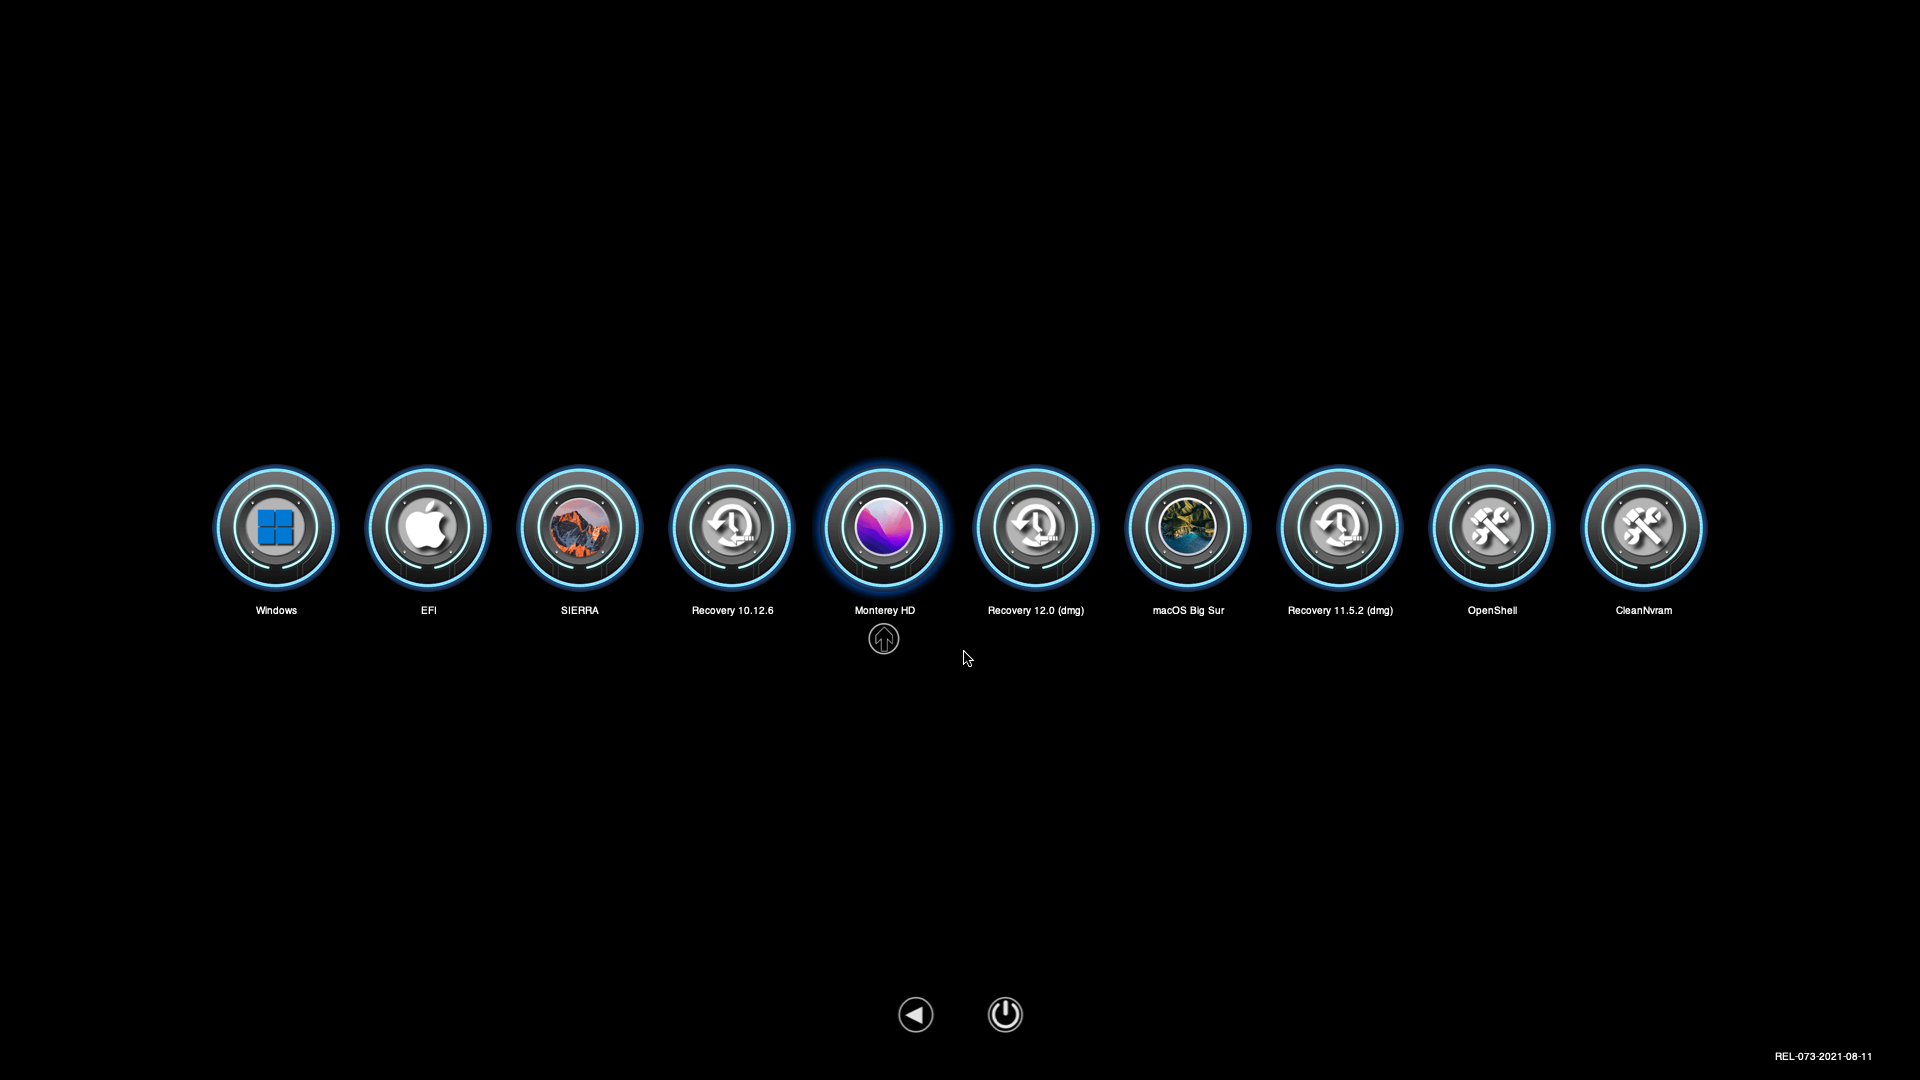 Windows
EFI
SIERRA
Recovery 10.12.6
Monterey HD
Recovery 12.0 (dmg)
macOS Big Sur
Recovery 11.5.2 (dmg)
OpenShell
CleanNvram
REL-073-2021-08-11